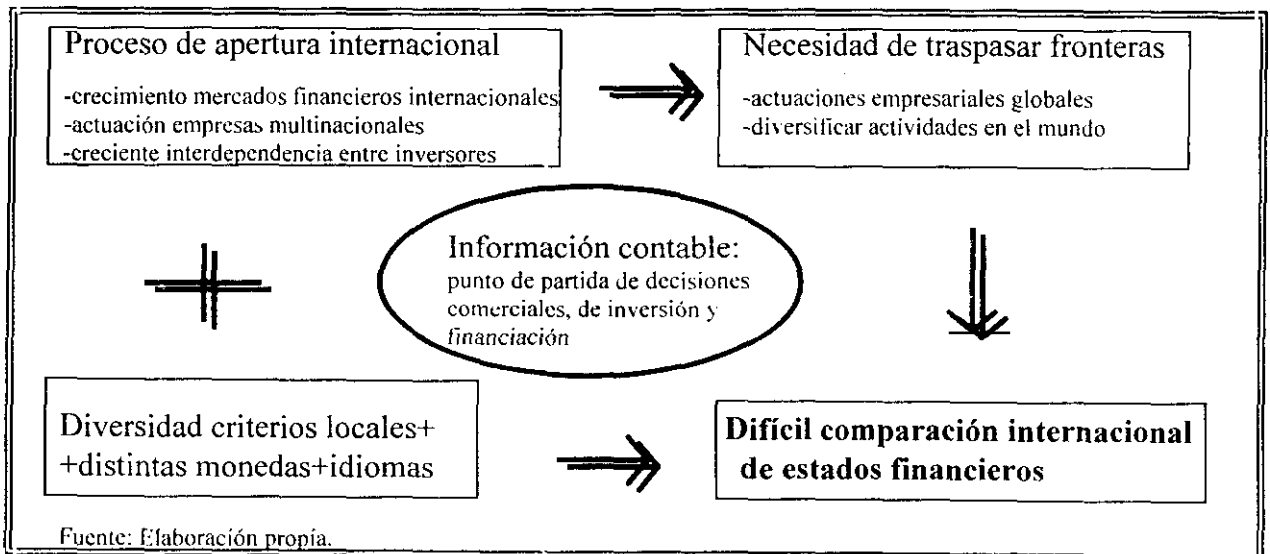 Proceso de apertura internacional
-crecimiento mercados financieros internacionales
-actuación empresas multinacionales
-creciente interdependencia entre inversores
Necesidad de traspasar fronteras
-actuaciones empresariales globales
-diversificar actividades en el mundo
Información contable:
punto de partida de decisiones
comerciales, de inversión y
financiación
Diversidad criterios locales+
+distintas monedas+idiomas
Difícil comparación internacional
de estados financieros
Fuente: Elaboración propía.